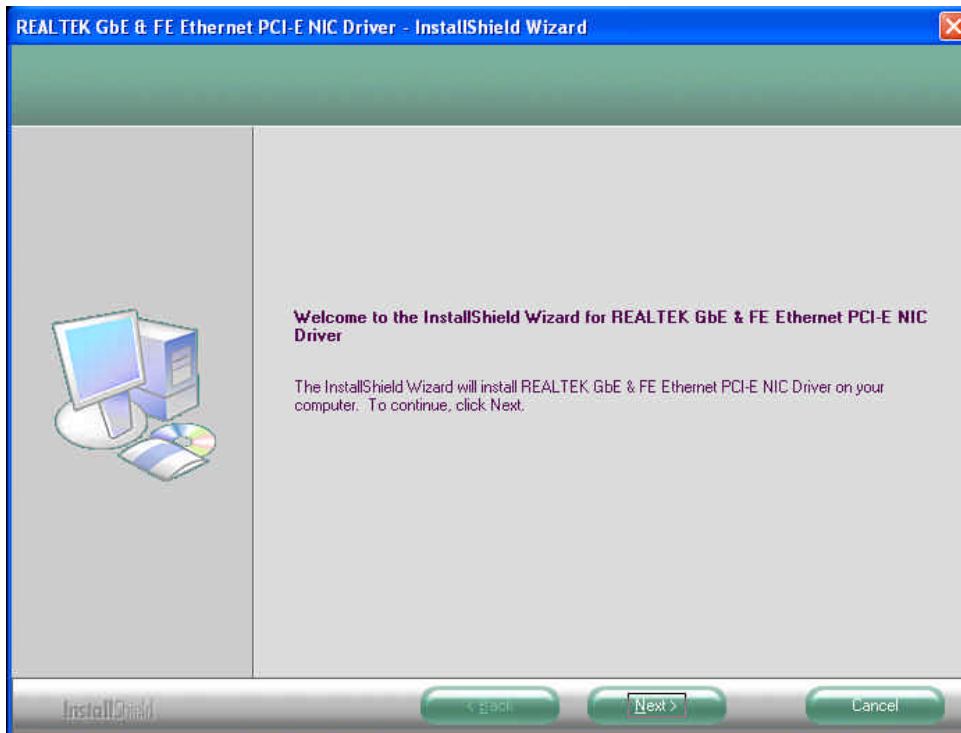 REALTEK GbE & FE Ethernet PCI-E NIC Driver - InstallShield Wizard
Welcome to the InstallShield Wizard for REALTEK GbE & FE Ethernet PCI-E NIC
Driver
The InstallShield Wizard will install REALTEK GbE & FE Ethernet PCI-E NIC Driver on your
computer. To continue, click Next.
InstallShield
< Back
Next >
Cancel